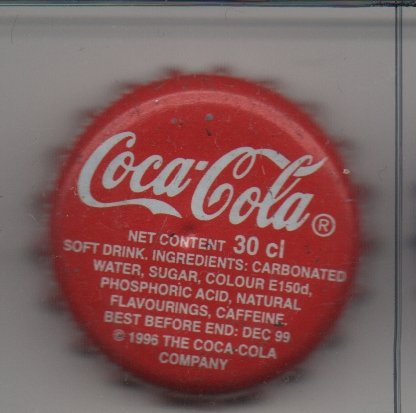 Coca-Cola ®
NET CONTENT 30 cl
SOFT DRINK. INGREDIENTS: CARBONATED
WATER, SUGAR, COLOUR E150d,
PHOSPHORIC ACID, NATURAL
FLAVOURINGS, CAFFEINE.
BEST BEFORE END: DEC 99
© 1996 THE COCA-COLA
COMPANY